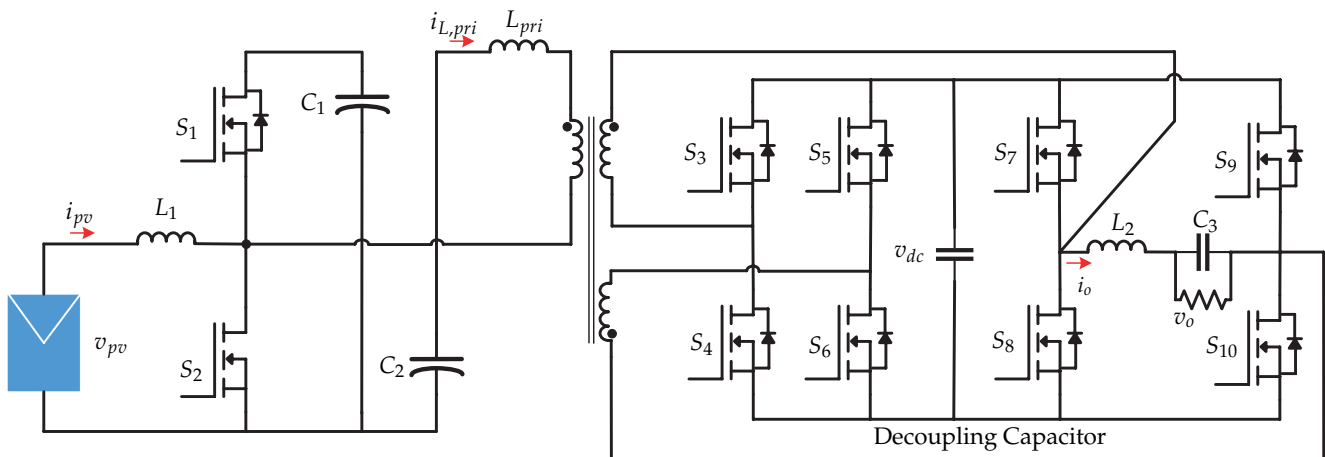 i_{L,pri}
L_{pri}
C_1
S_1
S_3
S_5
S_7
S_9
i_{pv}
L_1
L_2
C_3
v_{dc}
i_o
v_o
v_{pv}
S_2
C_2
S_4
S_6
S_8
S_{10}
Decoupling Capacitor